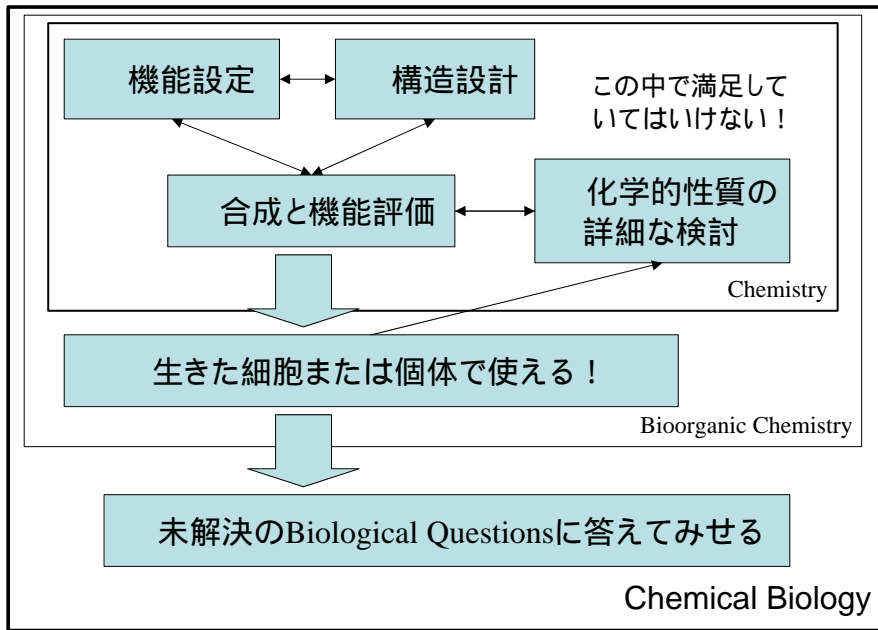 機能設定
構造設計
この中で満足して
いてはいけない！
合成と機能評価
化学的性質の
詳細な検討
Chemistry
生きた細胞または個体で使える！
Bioorganic Chemistry
未解決のBiological Questionsに答えてみせる
Chemical Biology